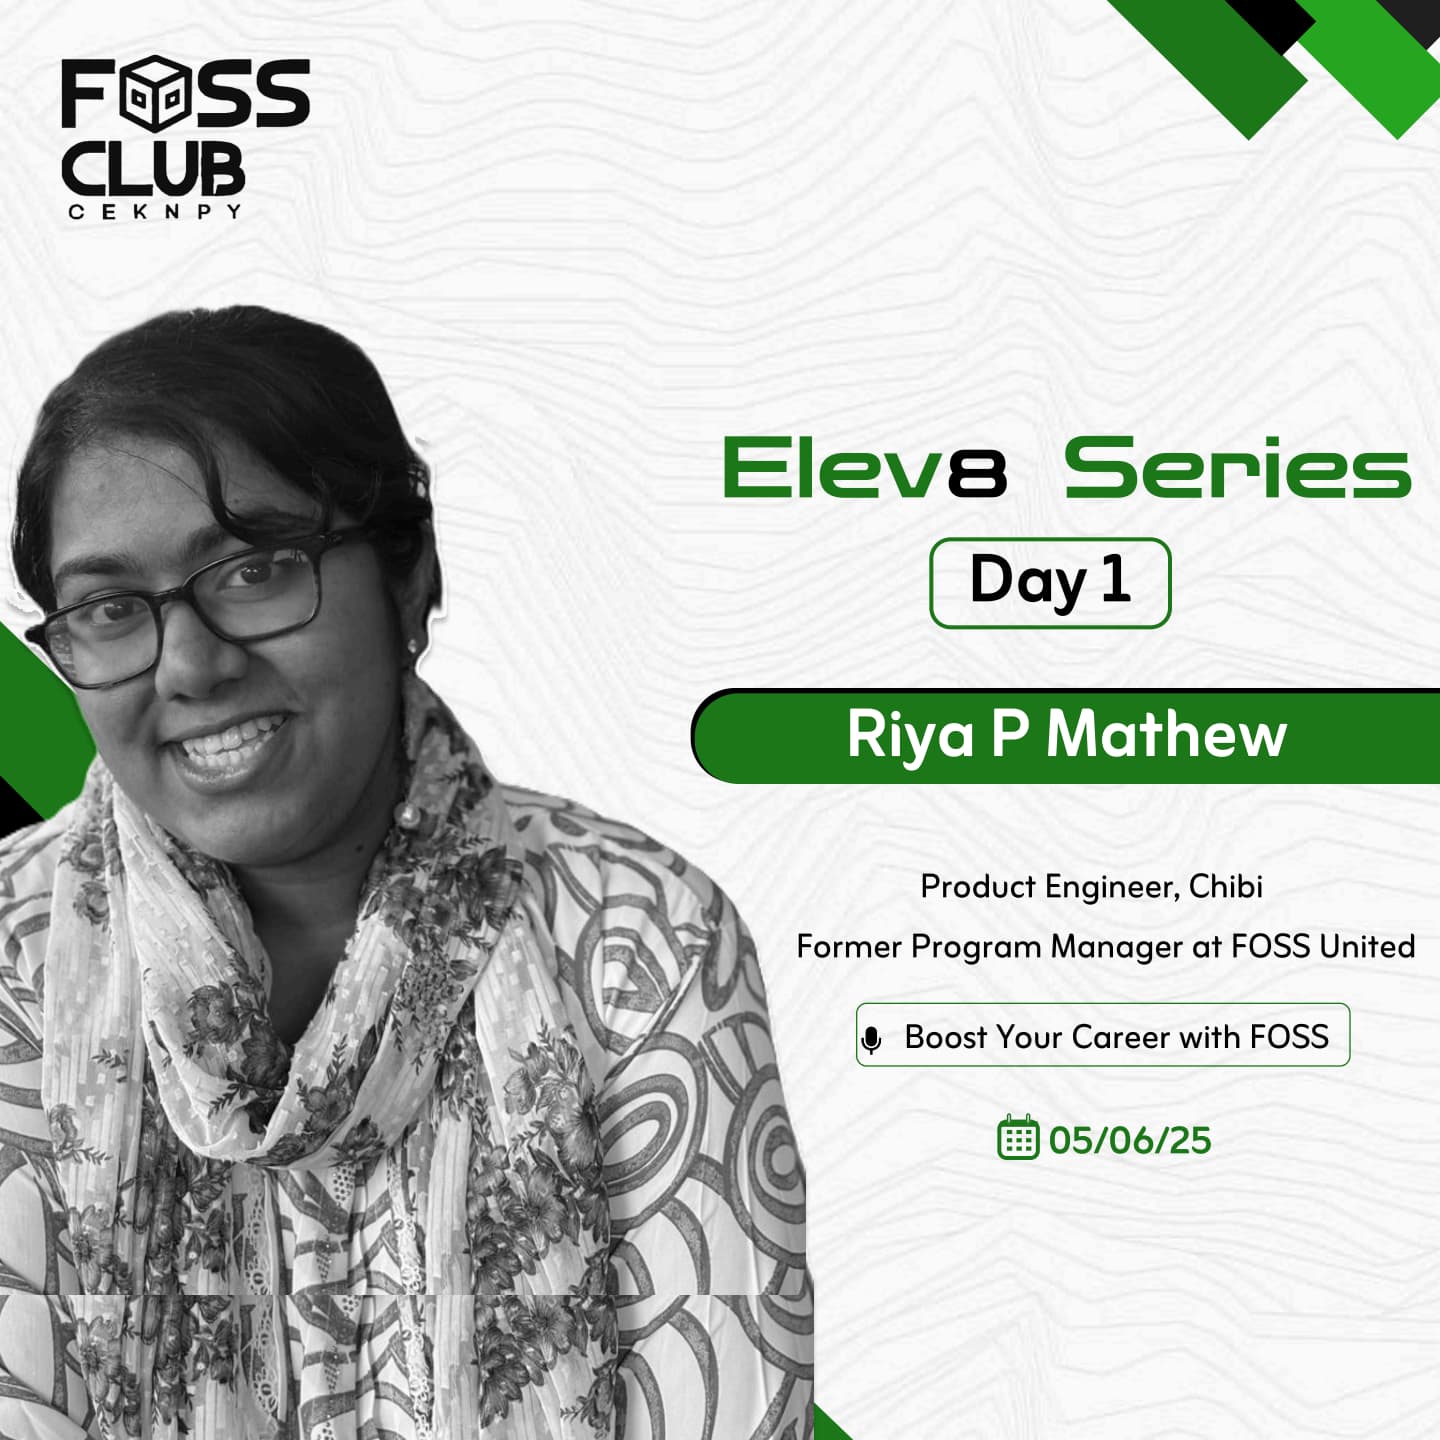 FOSS
CLUB
CEKNPY
Elev8 Series
Day 1
Riya P Mathew
Product Engineer, Chibi
Former Program Manager at FOSS United
Boost Your Career with FOSS
05/06/25